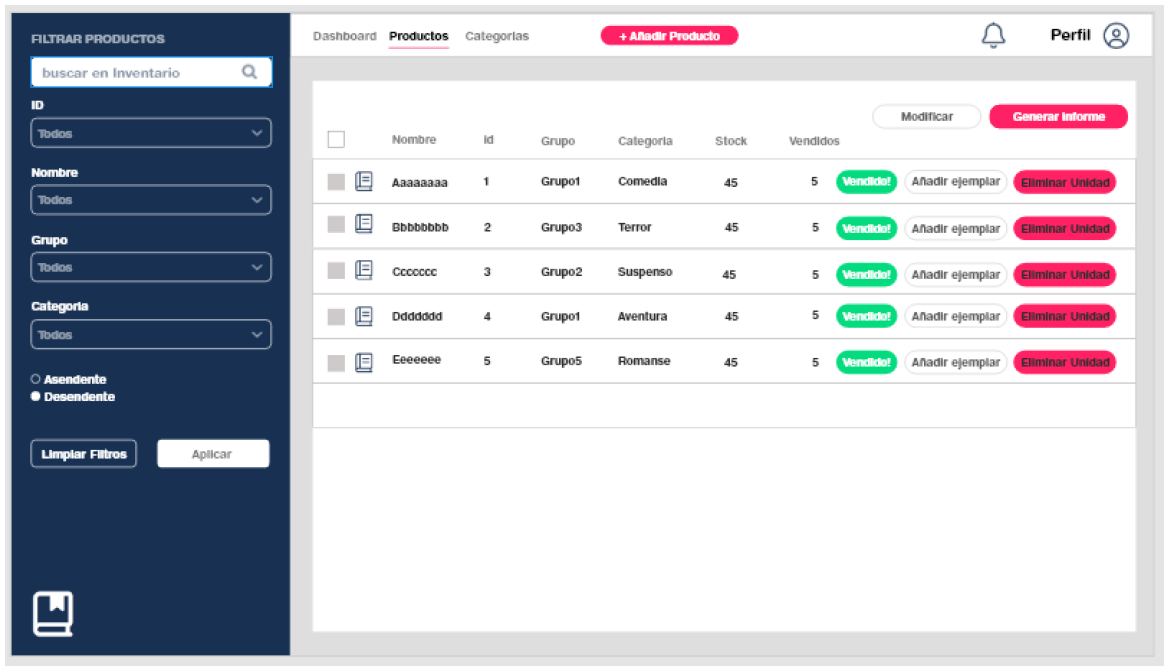 FILTRAR PRODUCTOS
buscar en Inventario
ID
Todos
Nombre
Todos
Grupo
Todos
Categoria
Todos
Asendente
Desendente
Limpiar Filtros Aplicar
Dashboard Productos Categorias + Añadir Producto Perfil
Modificar Generar Informe
Nombre Id Grupo Categoria Stock Vendidos
Aaaaaaaa 1 Grupo1 Comedia 45 5 Vendido! Añadir ejemplar Eliminar Unidad
Bbbbbbbb 2 Grupo3 Terror 45 5 Vendido! Añadir ejemplar Eliminar Unidad
Ccccccc 3 Grupo2 Suspenso 45 5 Vendido! Añadir ejemplar Eliminar Unidad
Ddddddd 4 Grupo1 Aventura 45 5 Vendido! Añadir ejemplar Eliminar Unidad
Eeeeeee 5 Grupo5 Romanse 45 5 Vendido! Añadir ejemplar Eliminar Unidad